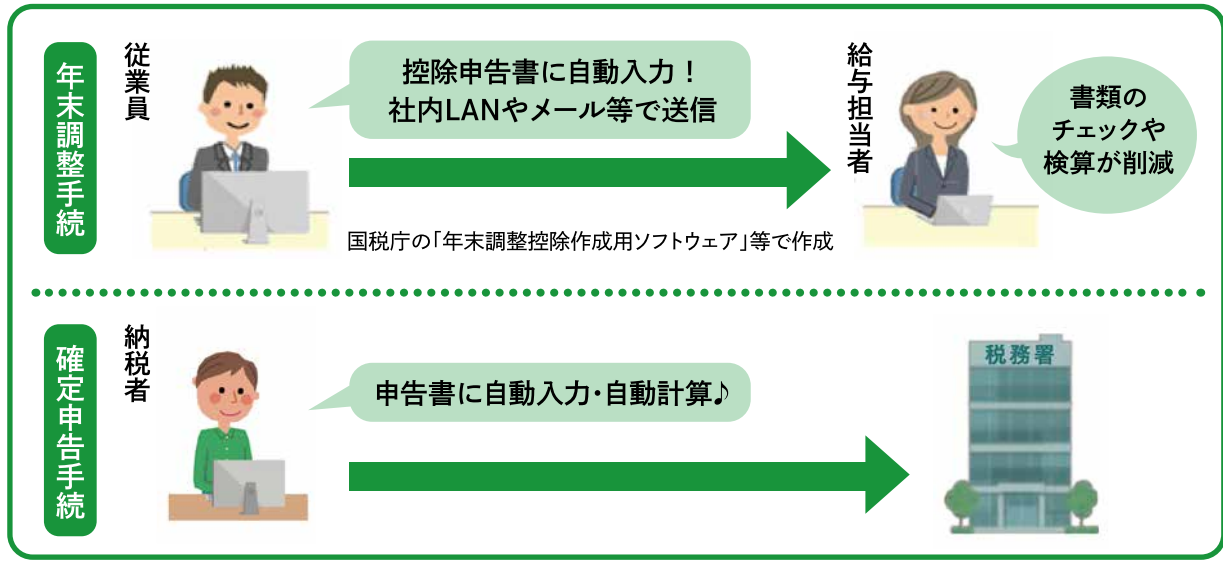 年末調整手続
従業員
控除申告書に自動入力！
社内LANやメール等で送信
給与担当者
書類の
チェックや
検算が削減
国税庁の「年末調整控除作成用ソフトウェア」等で作成
確定申告手続
納税者
申告書に自動入力・自動計算♪
税務署